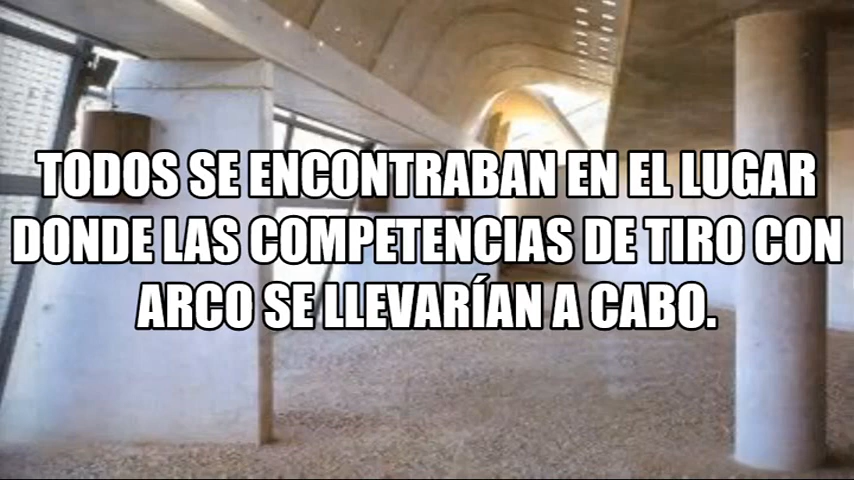 TODOS SE ENCONTRABAN EN EL LUGAR
DONDE LAS COMPETENCIAS DE TIRO CON
ARCO SE LLEVARÍAN A CABO.